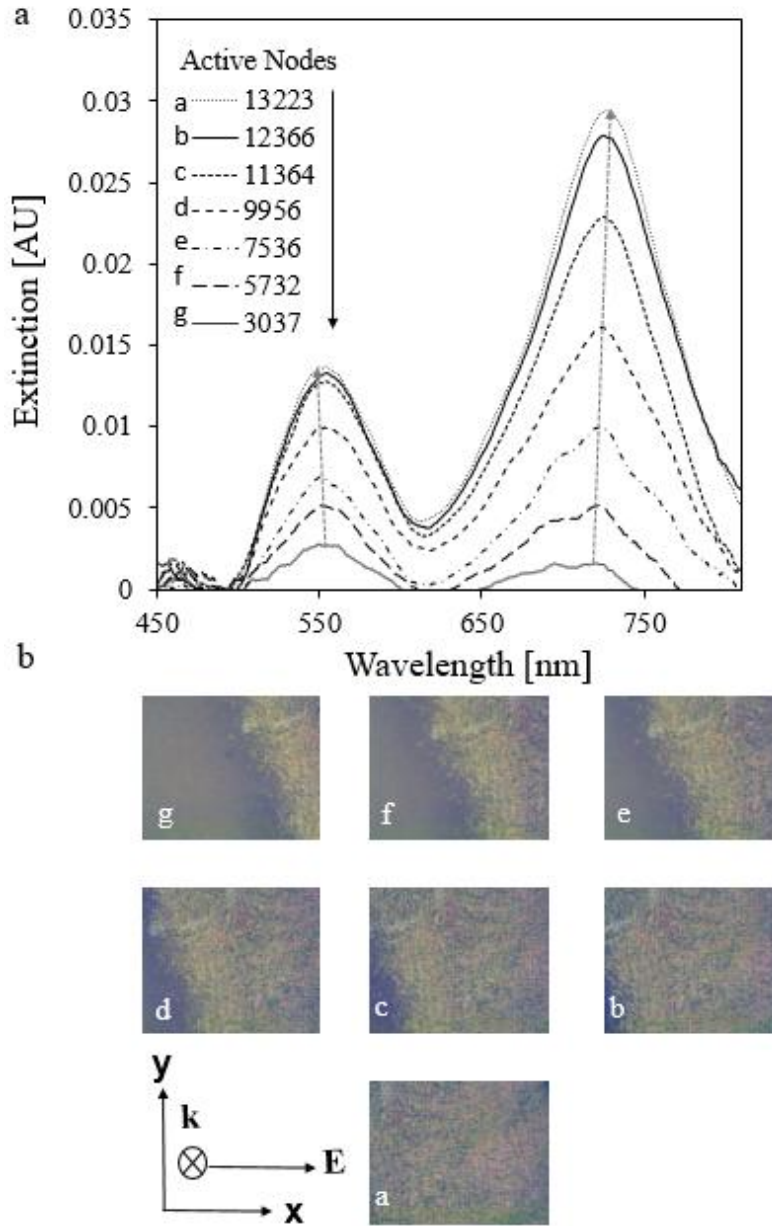 a
0.035
0.03
0.025
0.02
0.015
0.01
0.005
0
Extinction [AU]
Active Nodes
a 13223
b 12366
c 11364
d 9956
e 7536
f 5732
g 3037
450 550 650 750
Wavelength [nm]
b
g f e
d c b
y
k
E
x
a